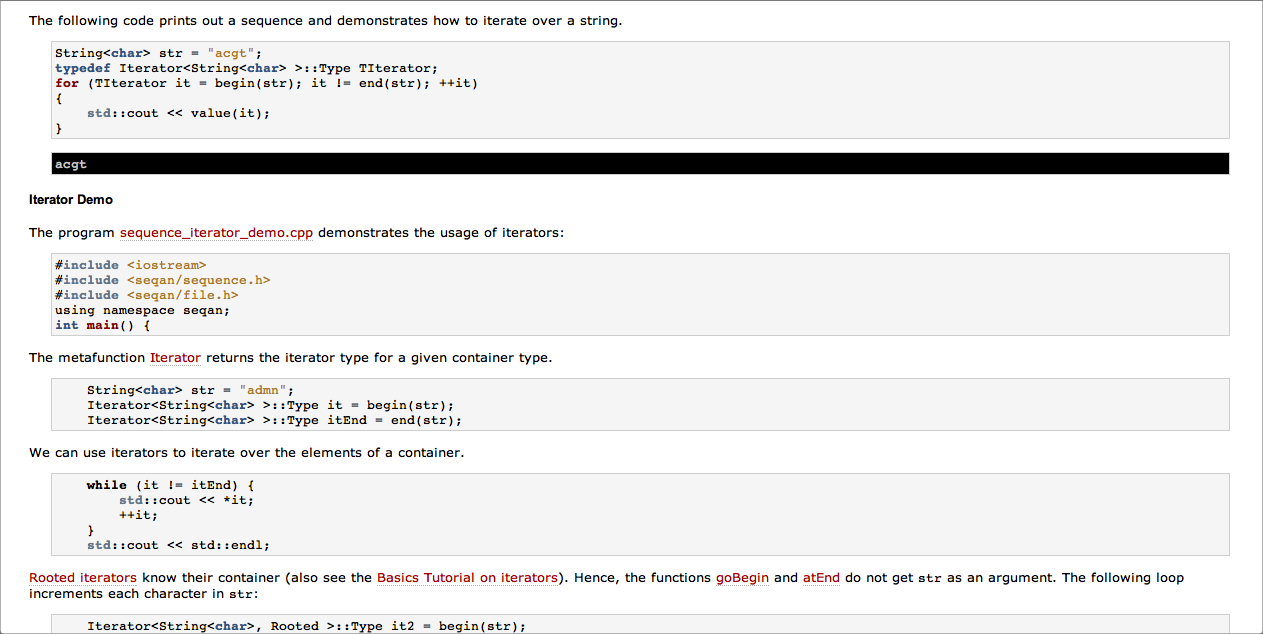 The following code prints out a sequence and demonstrates how to iterate over a string.
String<char> str = "acgt";
typedef Iterator<String<char> >::Type TIterator;
for (TIterator it = begin(str); it != end(str); ++it)
{
    std::cout << value(it);
}
acgt
Iterator Demo
The program sequence_iterator_demo.cpp demonstrates the usage of iterators:
#include <iostream>
#include <seqan/sequence.h>
#include <seqan/file.h>
using namespace seqan;
int main() {
The metafunction Iterator returns the iterator type for a given container type.
    String<char> str = "admn";
    Iterator<String<char> >::Type it = begin(str);
    Iterator<String<char> >::Type itEnd = end(str);
We can use iterators to iterate over the elements of a container.
    while (it != itEnd) {
        std::cout << *it;
        ++it;
    }
    std::cout << std::endl;
Rooted iterators know their container (also see the Basics Tutorial on iterators). Hence, the functions goBegin and atEnd do not get str as an argument. The following loop
increments each character in str:
    Iterator<String<char>, Rooted >::Type it2 = begin(str);